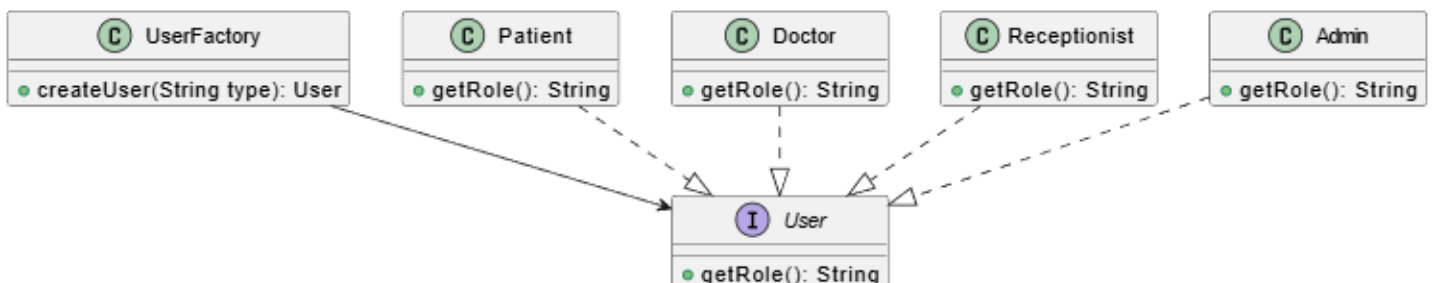 C UserFactory
+ createUser(String type): User
C Patient
getRole(): String
C Doctor
getRole(): String
C Receptionist
getRole(): String
C Admin
getRole(): String
I User
getRole(): String